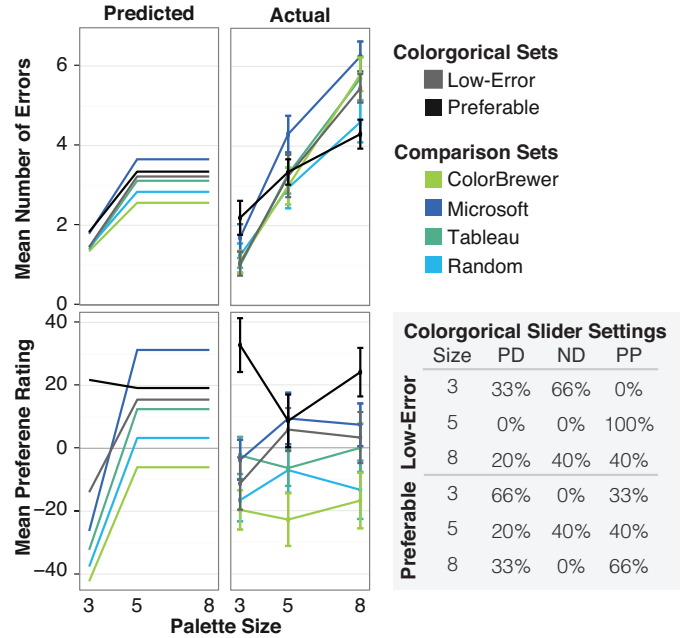 Predicted
Actual
Mean Number of Errors
6
4
2
0
Mean Preferene Rating
40
20
0
−20
−40
3 5 8
3 5 8
Palette Size
Colorgorical Sets
Low-Error
Preferable
Comparison Sets
ColorBrewer
Microsoft
Tableau
Random
Colorgorical Slider Settings
Size PD ND PP
Low-Error
3 33% 66% 0%
5 0% 0% 100%
8 20% 40% 40%
Preferable
3 66% 0% 33%
5 20% 40% 40%
8 33% 0% 66%